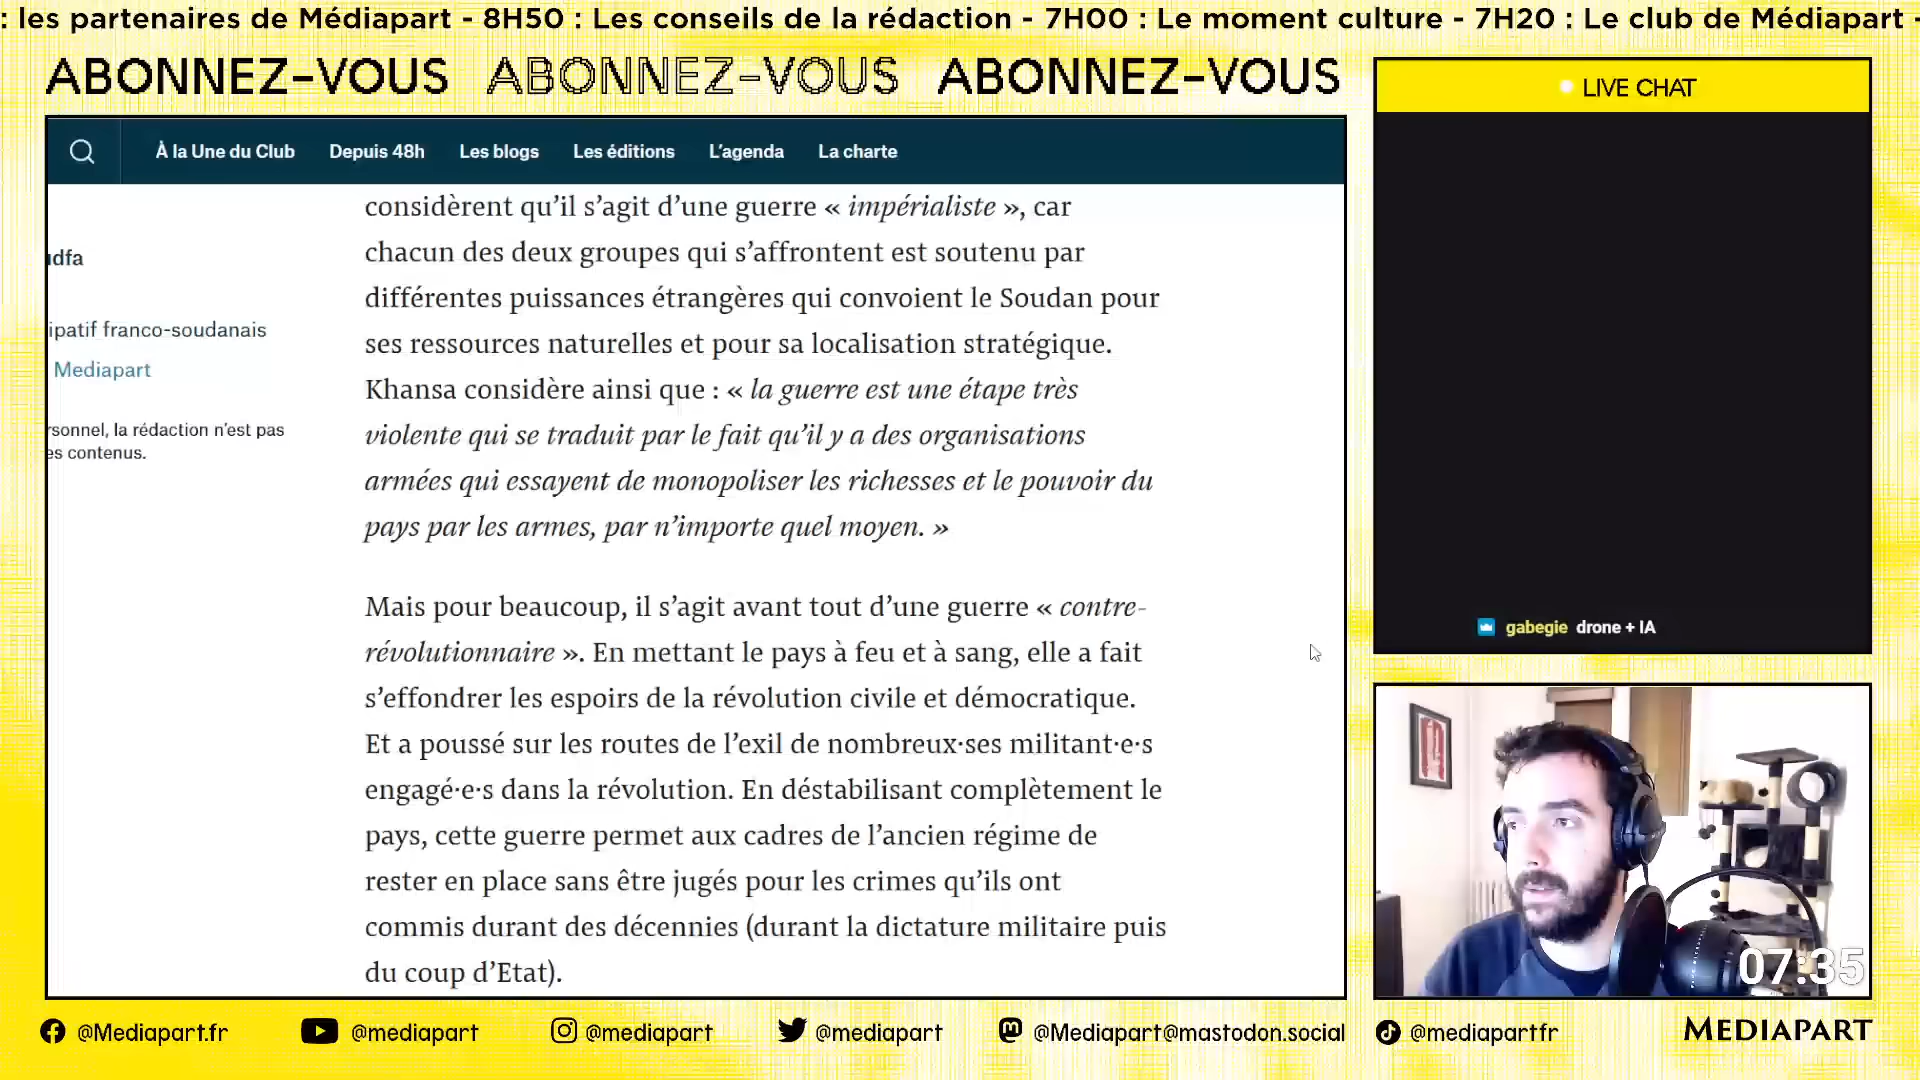 : les partenaires de Médiapart - 8H50 : Les conseils de la rédaction - 7H00 : Le moment culture - 7H20 : Le club de Médiapart -
ABONNEZ-VOUS ABONNEZ-VOUS ABONNEZ-VOUS
À la Une du Club Depuis 48h Les blogs Les éditions L'agenda La charte
dfa
ipatif franco-soudanais
Mediapart
rsonnel, la rédaction n'est pas
es contenus.
considèrent qu'il s'agit d'une guerre « impérialiste », car
chacun des deux groupes qui s'affrontent est soutenu par
différentes puissances étrangères qui convoient le Soudan pour
ses ressources naturelles et pour sa localisation stratégique.
Khansa considère ainsi que : « la guerre est une étape très
violente qui se traduit par le fait qu'il y a des organisations
armées qui essayent de monopoliser les richesses et le pouvoir du
pays par les armes, par n'importe quel moyen. »
Mais pour beaucoup, il s'agit avant tout d'une guerre « contre-
révolutionnaire ». En mettant le pays à feu et à sang, elle a fait
s'effondrer les espoirs de la révolution civile et démocratique.
Et a poussé sur les routes de l'exil de nombreux·ses militant·e·s
engagé·e·s dans la révolution. En déstabilisant complètement le
pays, cette guerre permet aux cadres de l'ancien régime de
rester en place sans être jugés pour les crimes qu'ils ont
commis durant des décennies (durant la dictature militaire puis
du coup d'Etat).
LIVE CHAT
gabegie drone + IA
07:35
@Mediapart.fr @mediapart @mediapart @mediapart @Mediapart@mastodon.social @mediapartfr MEDIAPART